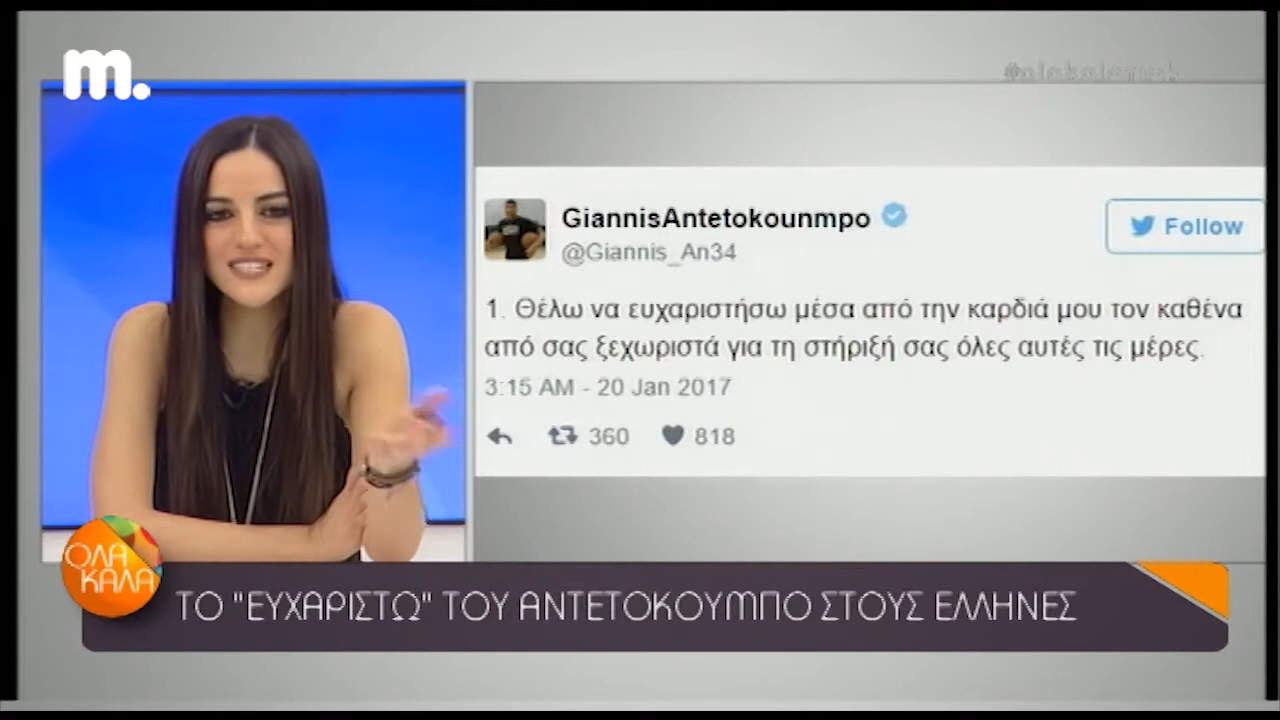 m.
GiannisAntetokounmpo
@Giannis_An34
Follow
1. Θέλω να ευχαριστήσω μέσα από την καρδιά μου τον καθένα
από σας ξεχωριστά για τη στήριξή σας όλες αυτές τις μέρες.
3:15 AM - 20 Jan 2017
360 818
ΟΛΑ
ΚΑΛΑ
ΤΟ "ΕΥΧΑΡΙΣΤΩ" ΤΟΥ ΑΝΤΕΤΟΚΟΥΜΠΟ ΣΤΟΥΣ ΕΛΛΗΝΕΣ